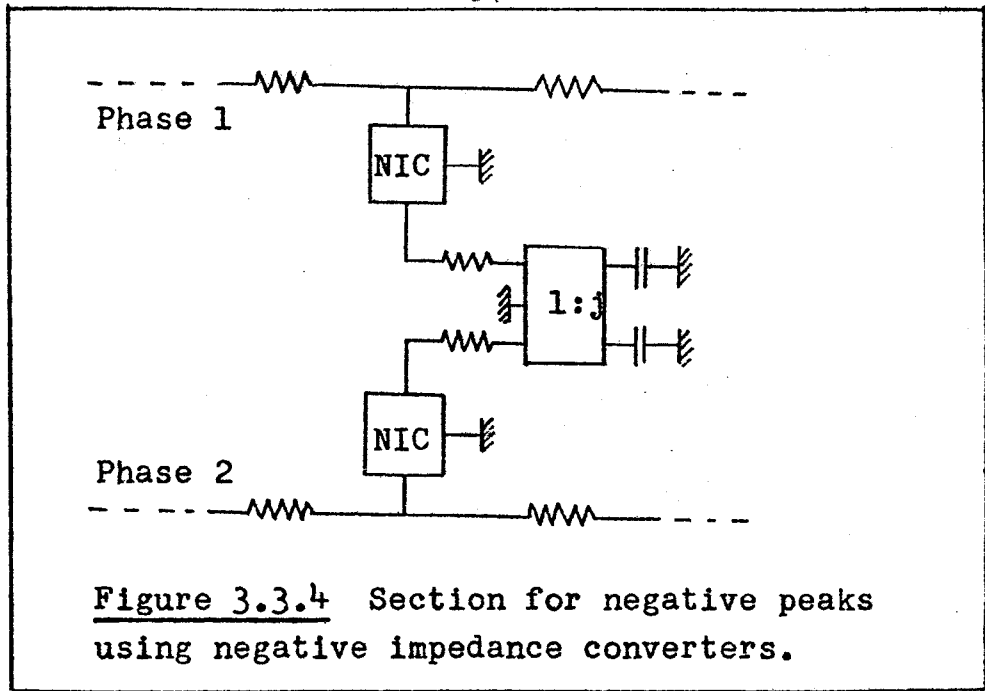 Phase 1
NIC
1:j
NIC
Phase 2
Figure 3.3.4 Section for negative peaks
using negative impedance converters.